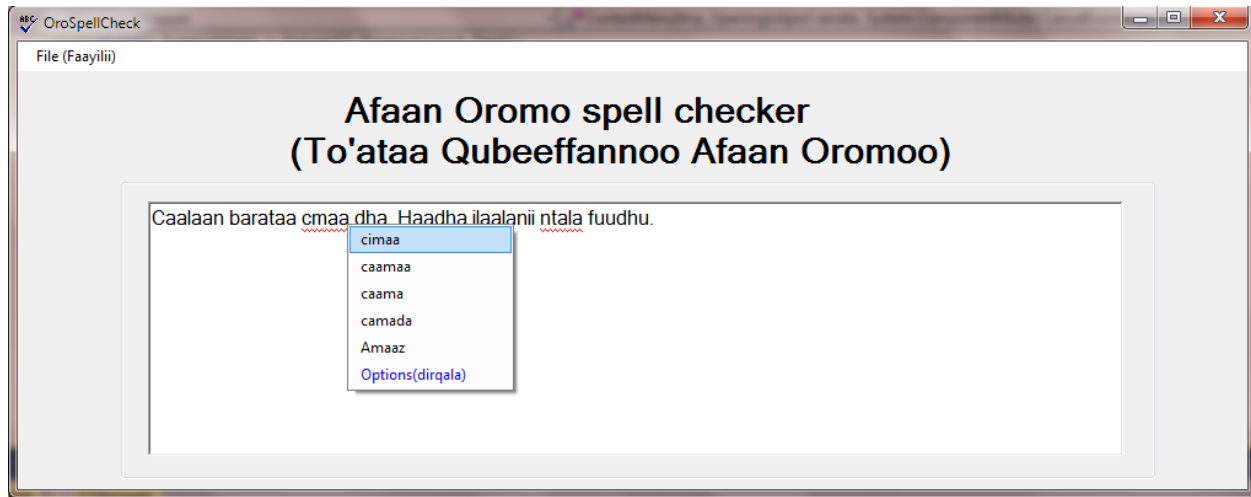 OroSpellCheck
File (Faayilii)
Afaan Oromo spell checker
(To'ataa Qubeeffannoo Afaan Oromoo)
Caalaan barataa cmaa dha. Haadha ilaalanii ntala fuudhu.
cimaa
caamaa
caama
camada
Amaaz
Options(dirqala)